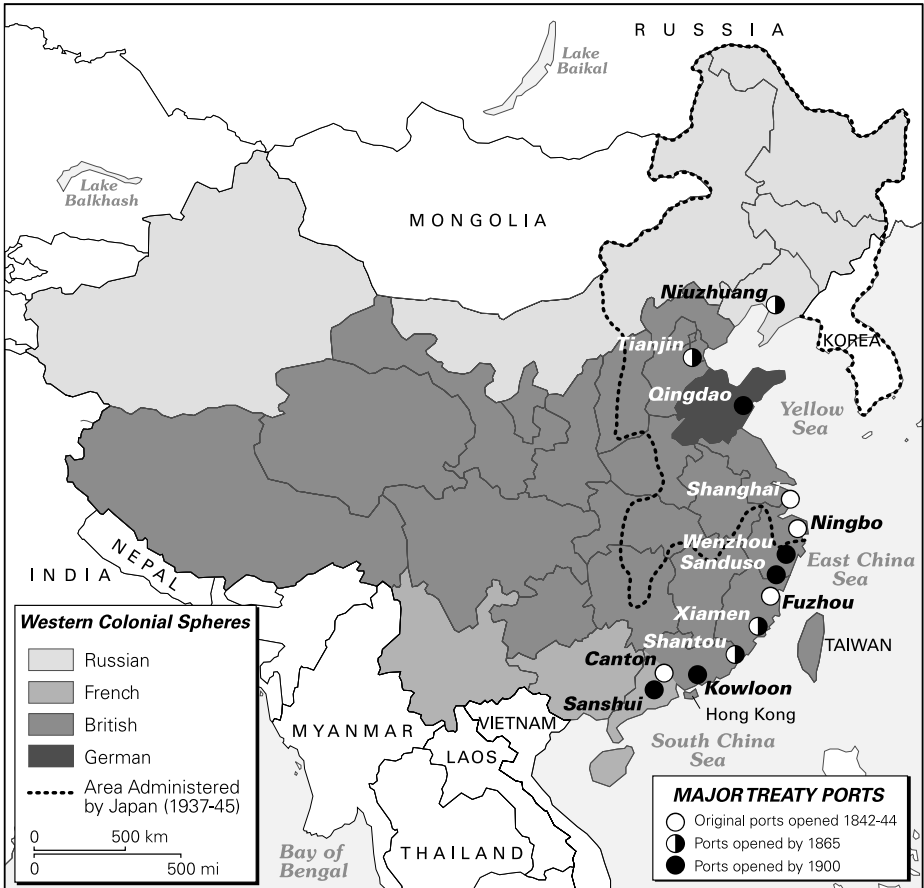 RUSSIA
Lake
Baikal
Lake
Balkhash
MONGOLIA
Niuzhuang
Tianjin
KOREA
Qingdao
Yellow
Sea
Shanghai
Ningbo
Wenzhou
Sanduso
East China
Sea
NEPAL
INDIA
Fuzhou
Xiamen
Shantou
TAIWAN
Canton
Sanshui
Kowloon
Hong Kong
MYANMAR
VIETNAM
LAOS
South China
Sea
THAILAND
Bay of
Bengal
Western Colonial Spheres
Russian
French
British
German
Area Administered
by Japan (1937-45)
0 500 km
0 500 mi
MAJOR TREATY PORTS
Original ports opened 1842-44
Ports opened by 1865
Ports opened by 1900